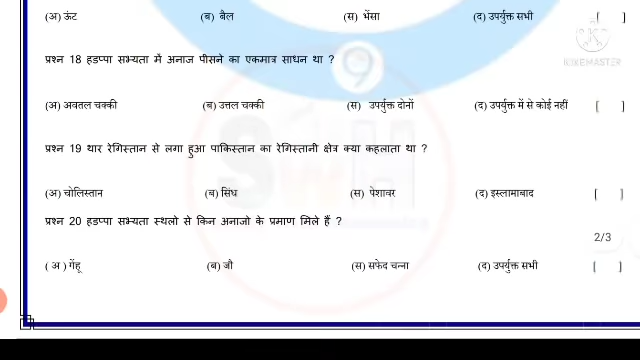 (अ) ऊंट (ब) बैल (स) भैंसा (द) उपर्युक्त सभी [ ]
प्रश्न 18 हडप्पा सभ्यता में अनाज पीसने का एकमात्र साधन था ?
KINEMASTER
(अ) अवतल चक्की (ब) उत्तल चक्की (स) उपर्युक्त दोनों (द) उपर्युक्त में से कोई नहीं [ ]
प्रश्न 19 थार रेगिस्तान से लगा हुआ पाकिस्तान का रेगिस्तानी क्षेत्र क्या कहलाता था ?
(अ) चोलिस्तान (ब) सिंध (स) पेशावर (द) इस्लामाबाद [ ]
प्रश्न 20 हडप्पा सभ्यता स्थलो से किन अनाजो के प्रमाण मिले हैं ?
2/3
( अ ) गेंहू (ब) जौ (स) सफेद चन्ना (द) उपर्युक्त सभी [ ]